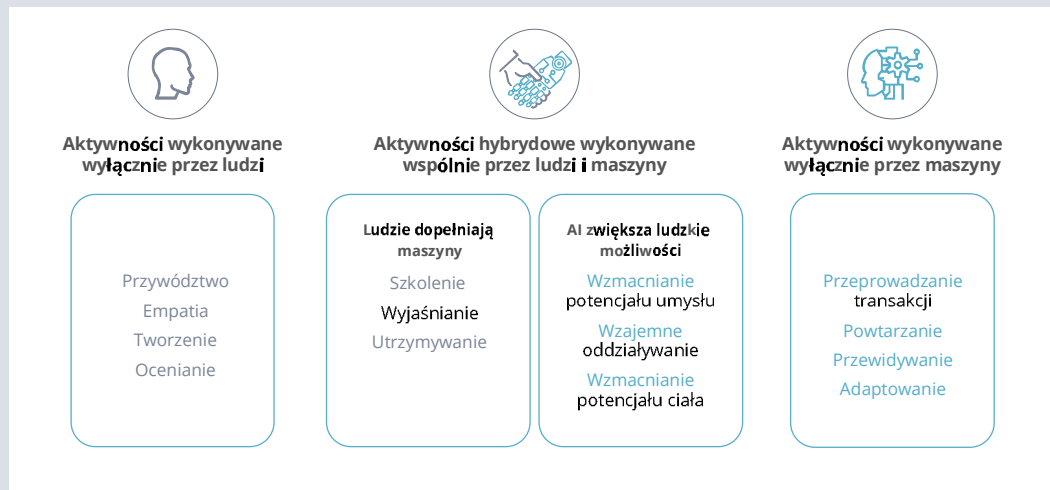 Aktywności wykonywane
wyłącznie przez ludzi
Aktywności hybrydowe wykonywane
wspólnie przez ludzi i maszyny
Aktywności wykonywane
wyłącznie przez maszyny
Przywództwo
Empatia
Tworzenie
Ocenianie
Ludzie dopełniają
maszyny
Szkolenie
Wyjaśnianie
Utrzymywanie
AI zwiększa ludzkie
możliwości
Wzmacnianie
potencjału umysłu
Wzajemne
oddziaływanie
Wzmacnianie
potencjału ciała
Przeprowadzanie
transakcji
Powtarzanie
Przewidywanie
Adaptowanie